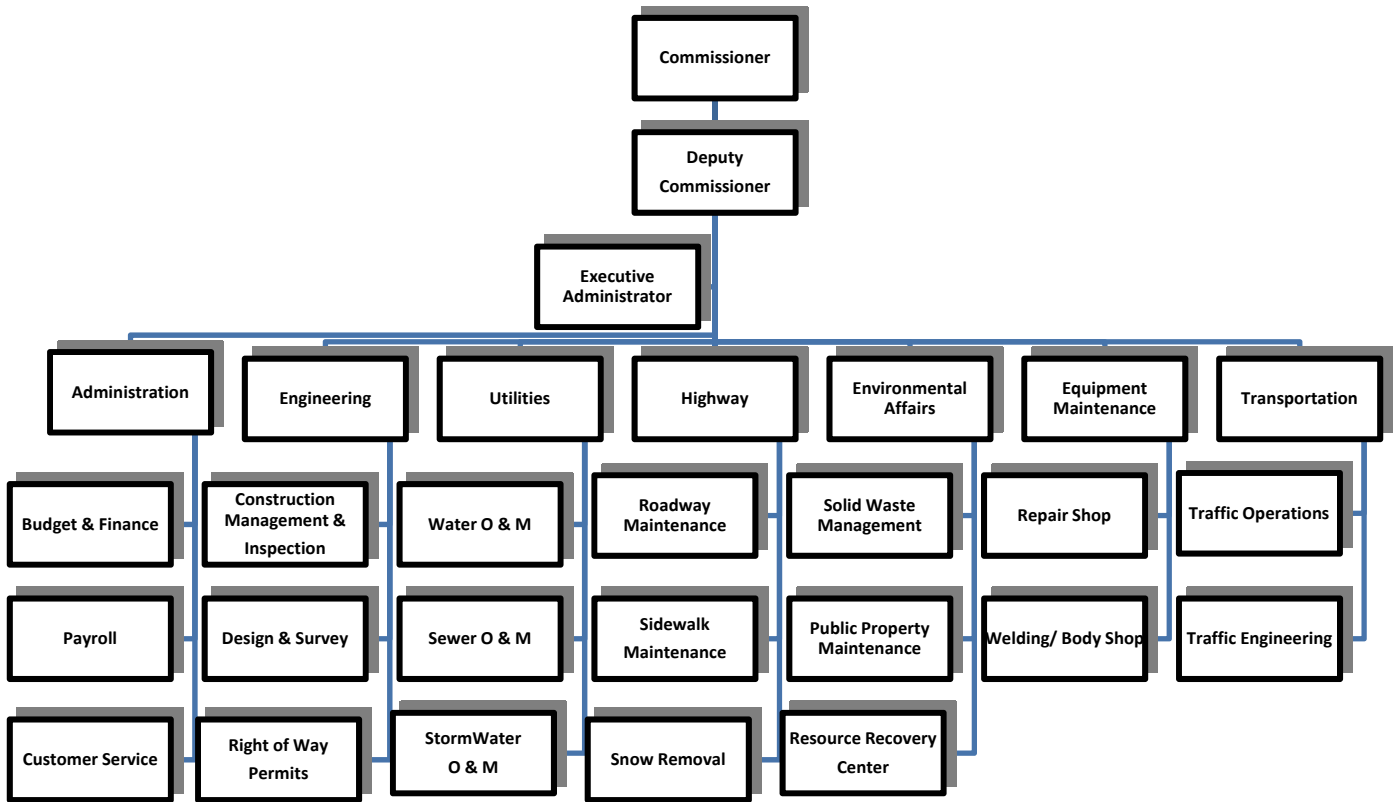 Commissioner
Deputy
Commissioner
Executive
Administrator
Administration
Engineering
Utilities
Highway
Environmental
Affairs
Equipment
Maintenance
Transportation
Budget & Finance
Construction
Management &
Inspection
Water O & M
Roadway
Maintenance
Solid Waste
Management
Repair Shop
Traffic Operations
Payroll
Design & Survey
Sewer O & M
Sidewalk
Maintenance
Public Property
Maintenance
Welding/ Body Shop
Traffic Engineering
Customer Service
Right of Way
Permits
StormWater
O & M
Snow Removal
Resource Recovery
Center